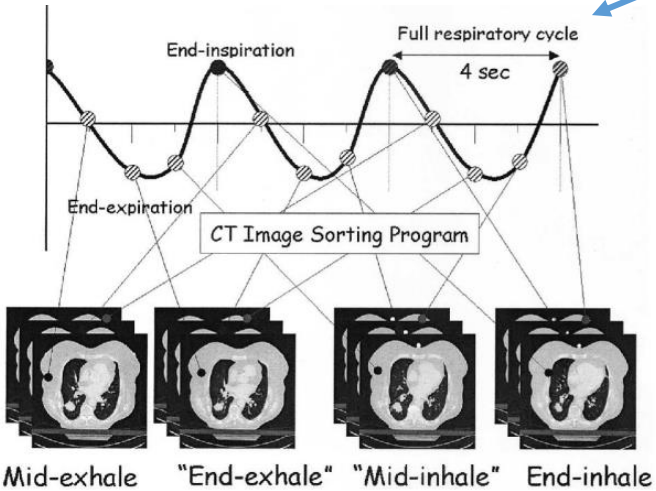 End-inspiration
Full respiratory cycle
4 sec
End-expiration
CT Image Sorting Program
Mid-exhale
"End-exhale"
"Mid-inhale"
End-inhale